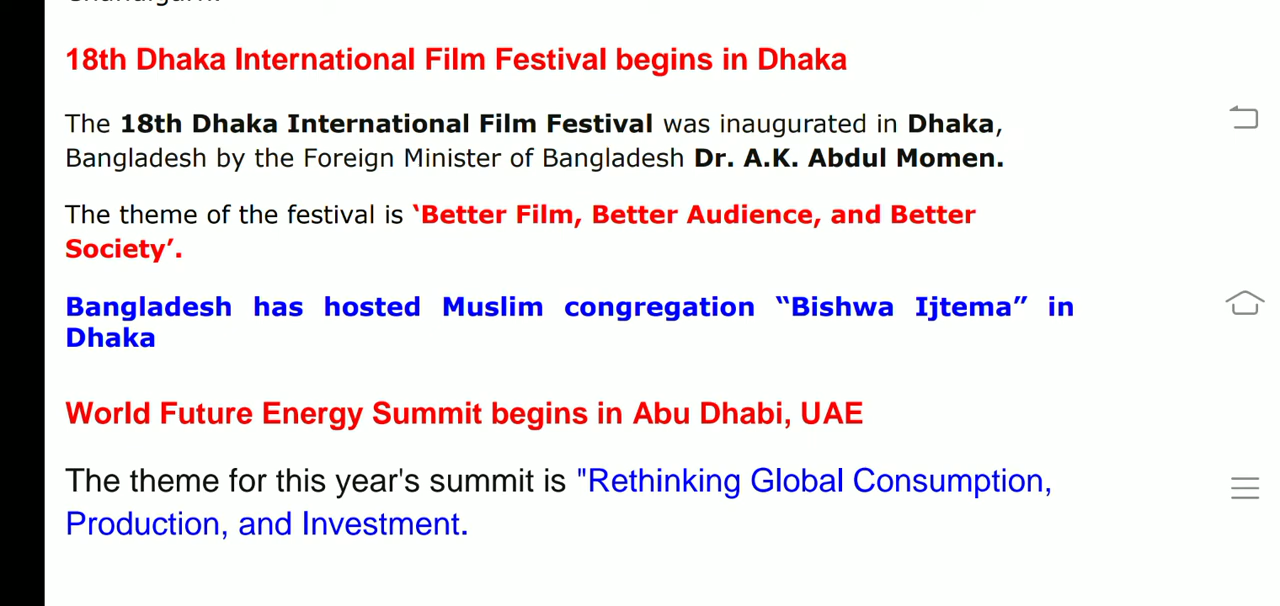 18th Dhaka International Film Festival begins in Dhaka
The 18th Dhaka International Film Festival was inaugurated in Dhaka,
Bangladesh by the Foreign Minister of Bangladesh Dr. A.K. Abdul Momen.
The theme of the festival is ‘Better Film, Better Audience, and Better
Society’.
Bangladesh has hosted Muslim congregation “Bishwa Ijtema” in
Dhaka
World Future Energy Summit begins in Abu Dhabi, UAE
The theme for this year's summit is "Rethinking Global Consumption,
Production, and Investment.